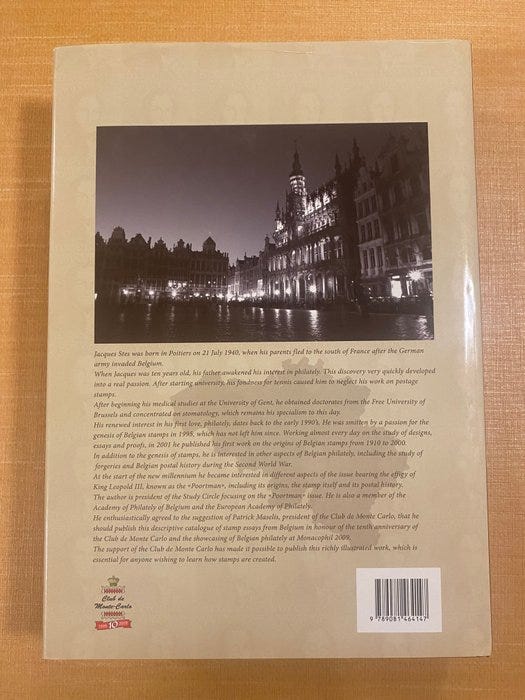 Jacques Stes was born in Poitiers on 21 July 1940, when his parents fled to the south of France after the German
army invaded Belgium.
When Jacques was ten years old, his father awakened his interest in philately. This discovery very quickly developed
into a real passion. After starting university, his fondness for tennis caused him to neglect his work on postage
stamps.
After beginning his medical studies at the University of Gent, he obtained doctorates from the Free University of
Brussels and concentrated on stomatology, which remains his specialism to this day.
His renewed interest in his first love, philately, dates back to the early 1990's. He was smitten by a passion for the
genesis of Belgian stamps in 1995, which has not left him since. Working almost every day on the study of designs,
essays and proofs, in 2001 he published his first work on the origins of Belgian stamps from 1910 to 2000.
In addition to the genesis of stamps, he is interested in other aspects of Belgian philately, including the study of
forgeries and Belgian postal history during the Second World War.
At the start of the new millennium he became interested in different aspects of the issue bearing the effigy of
King Leopold III, known as the «Poortman», including its origins, the stamp itself and its postal history.
The author is president of the Study Circle focusing on the «Poortman» issue. He is also a member of the
Academy of Philately of Belgium and the European Academy of Philately.
He enthusiastically agreed to the suggestion of Patrick Maselis, president of the Club de Monte Carlo, that he
should publish this descriptive catalogue of stamp essays from Belgium in honour of the tenth anniversary
of the Club de Monte Carlo and the showcasing of Belgian philately at Monacophil 2009.
The support of the Club de Monte Carlo has made it possible to publish this richly illustrated work, which is
essential for anyone wishing to learn how stamps are created.
Club de
Monte-Carlo
10
9 789081 464147